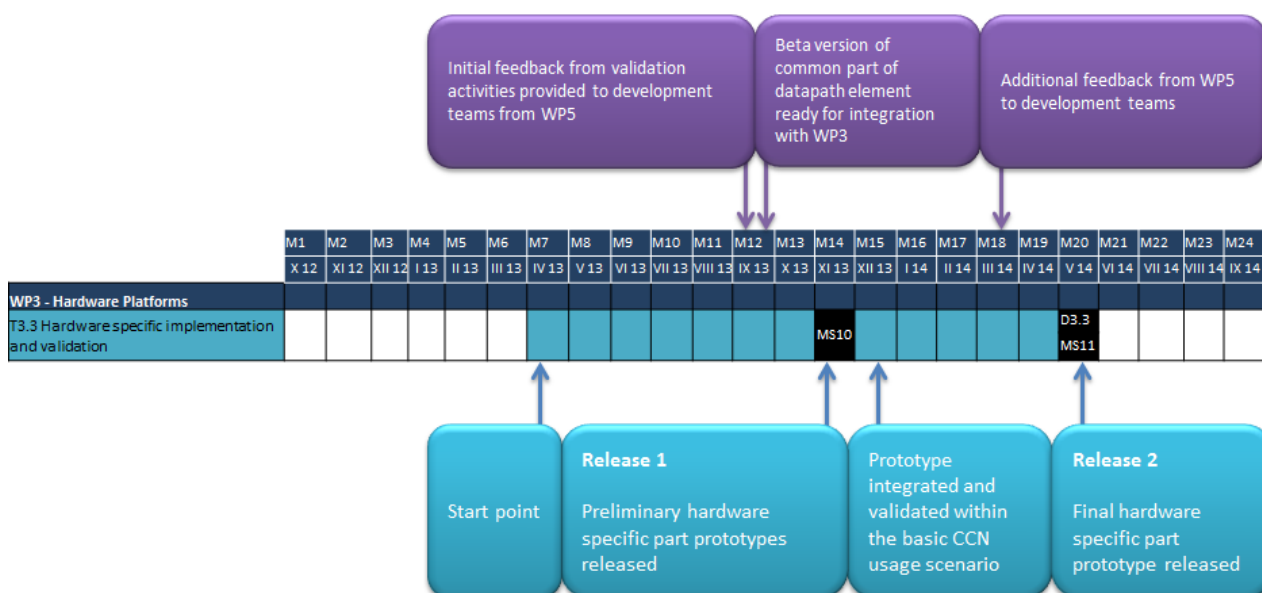 Initial feedback from validation
activities provided to development
teams from WP5
Beta version of
common part of
datapath element
ready for integration
with WP3
Additional feedback from WP5
to development teams
M1 M2 M3 M4 M5 M6 M7 M8 M9 M10 M11 M12 M13 M14 M15 M16 M17 M18 M19 M20 M21 M22 M23 M24
X 12 XI 12 XII 12 I 13 II 13 III 13 IV 13 V 13 VI 13 VII 13 VIII 13 IX 13 X 13 XI 13 XII 13 I 14 II 14 III 14 IV 14 V 14 VI 14 VII 14 VIII 14 IX 14
WP3 - Hardware Platforms
T3.3 Hardware specific implementation
and validation
MS10
D3.3
MS11
Start point
Release 1
Preliminary hardware
specific part prototypes
released
Prototype
integrated and
validated within
the basic CCN
usage scenario
Release 2
Final hardware
specific part
prototype released